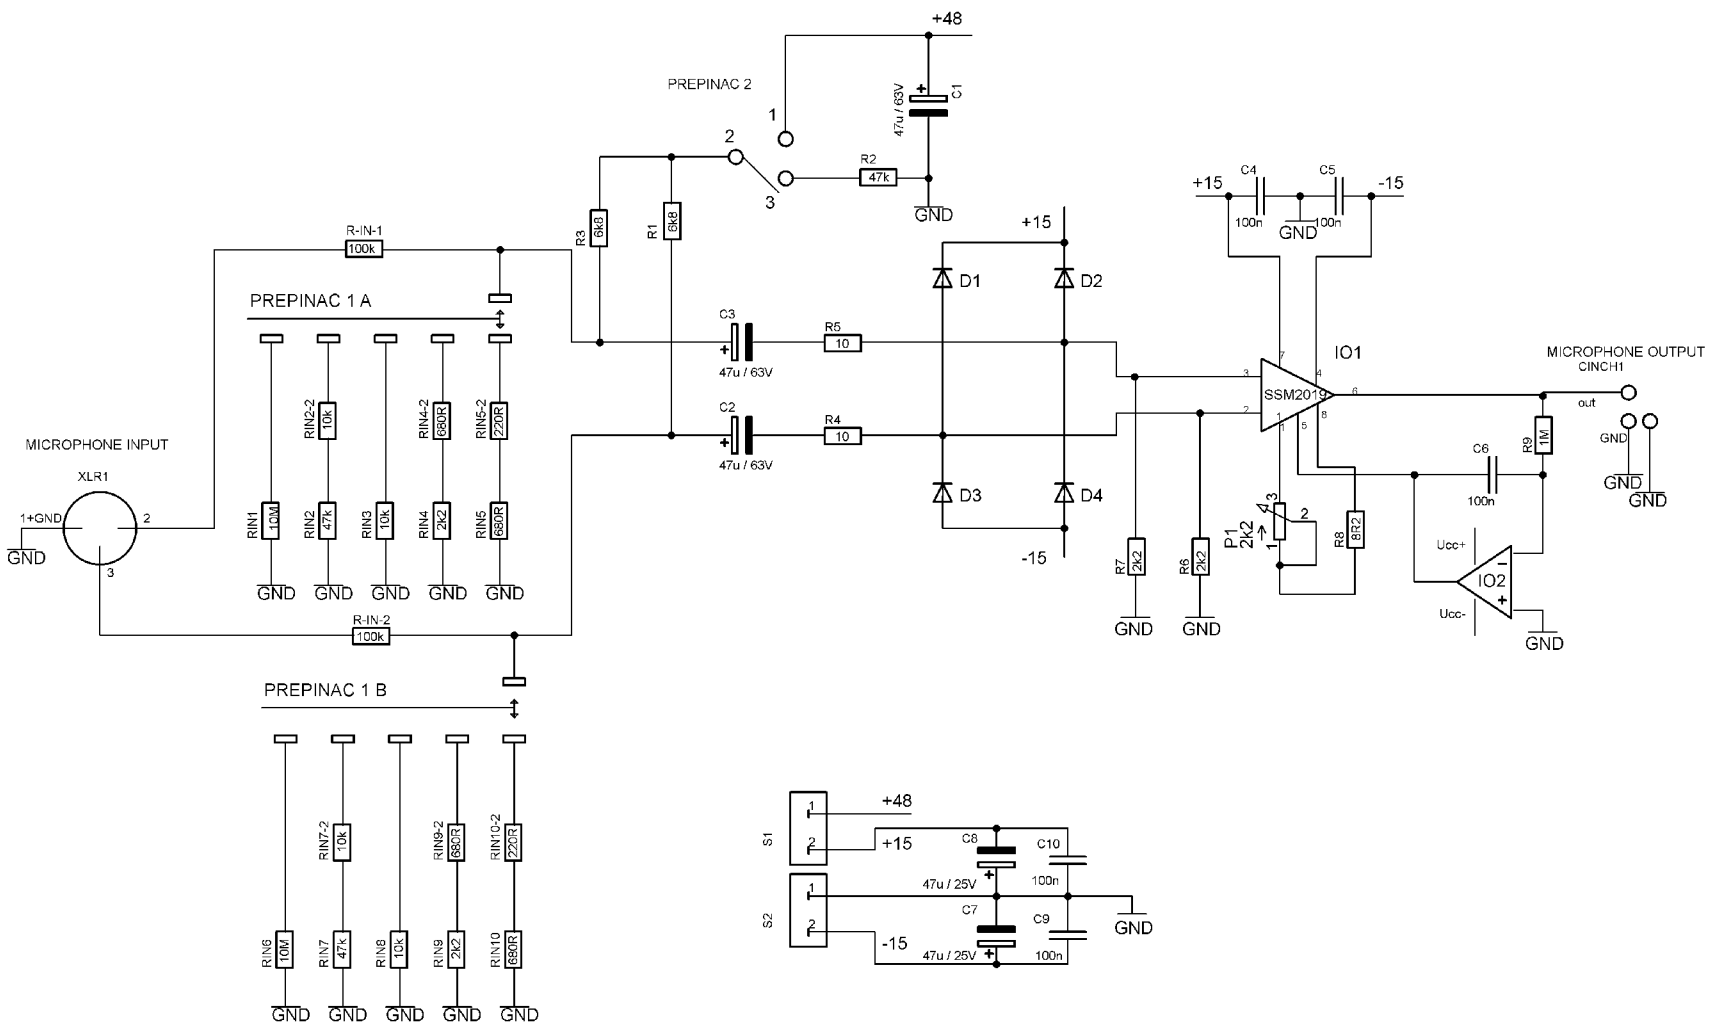 +48
PREPINAC 2
1
2
3
R2
47k
47u / 63V
C1
GND
R3
6k8
R1
6k8
R-IN-1
100k
PREPINAC 1 A
RIN1
10M
RIN2-2
10k
RIN2
47k
RIN3
10k
RIN4-2
680R
RIN4
2k2
RIN5-2
220R
RIN5
680R
GND
GND
GND
GND
GND
MICROPHONE INPUT
XLR1
1+GND
2
3
GND
R-IN-2
100k
PREPINAC 1 B
RIN6
10M
RIN7-2
10k
RIN7
47k
RIN8
10k
RIN9-2
680R
RIN9
2k2
RIN10-2
220R
RIN10
680R
GND
GND
GND
GND
GND
C3
+
47u / 63V
R5
10
C2
+
47u / 63V
R4
10
+15
D1
D2
D3
D4
-15
R7
2k2
GND
R6
2k2
GND
+15
C4
100n
GND
C5
100n
-15
IO1
SSM2019
7
4
3
2
6
8
1
1
5
P1
2k2
3
2
1
R8
8R2
MICROPHONE OUTPUT
CINCH1
out
GND
GND
GND
R9
1M
C6
100n
Ucc+
IO2
-
+
Ucc-
GND
S1
1
2
+48
+15
C8
47u / 25V
+
C10
100n
S2
1
2
-15
C7
47u / 25V
+
C9
100n
GND